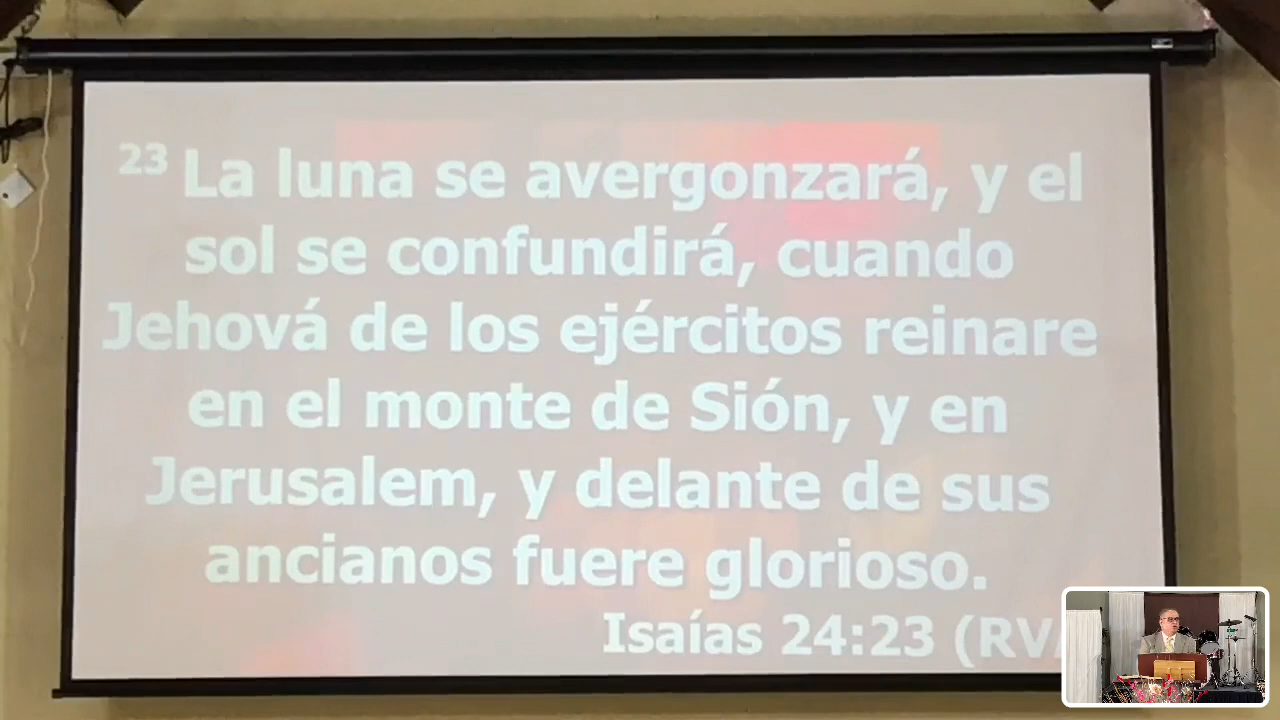 23 La luna se avergonzará, y el
sol se confundirá, cuando
Jehová de los ejércitos reinare
en el monte de Sión, y en
Jerusalem, y delante de sus
ancianos fuere glorioso.
Isaías 24:23 (RVA